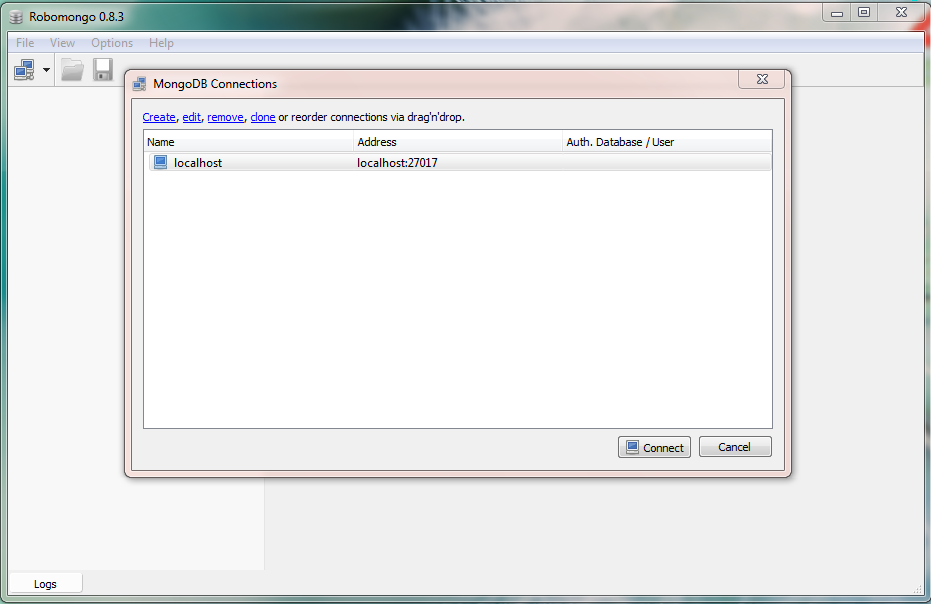 Robomongo 0.8.3
File View Options Help
MongoDB Connections
Create, edit, remove, clone or reorder connections via drag'n'drop.
Name Address Auth. Database / User
localhost localhost:27017
Connect Cancel
Logs